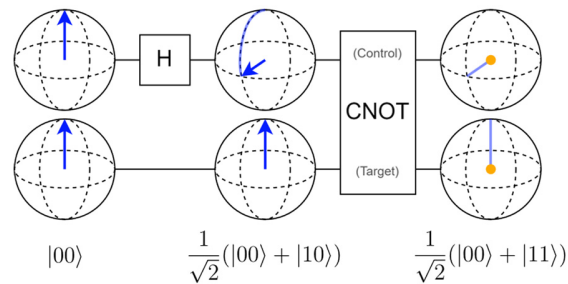 H
(Control)
CNOT
(Target)
|00⟩
1/√2(|00⟩ + |10⟩)
1/√2(|00⟩ + |11⟩)